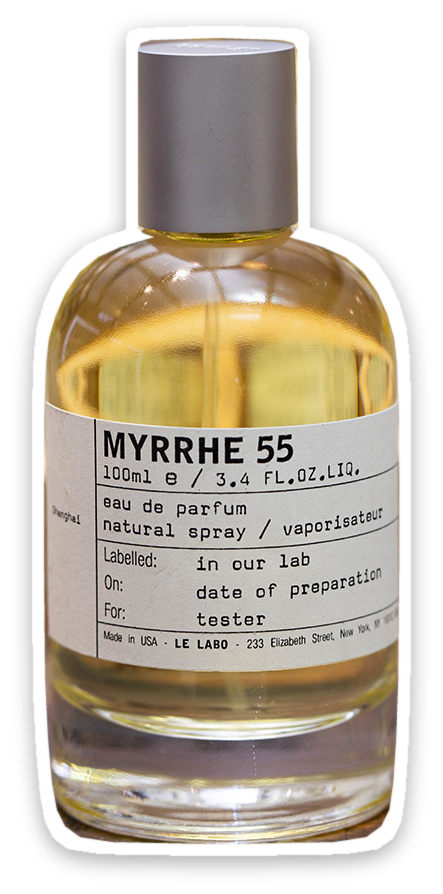 MYRRHE 55
100ml e / 3.4 FL.OZ.LIQ.
Shanghai
eau de parfum
natural spray / vaporisateur
Labelled: in our lab
On: date of preparation
For: tester
Made in USA - LE LABO - 233 Elizabeth Street, New York, NY